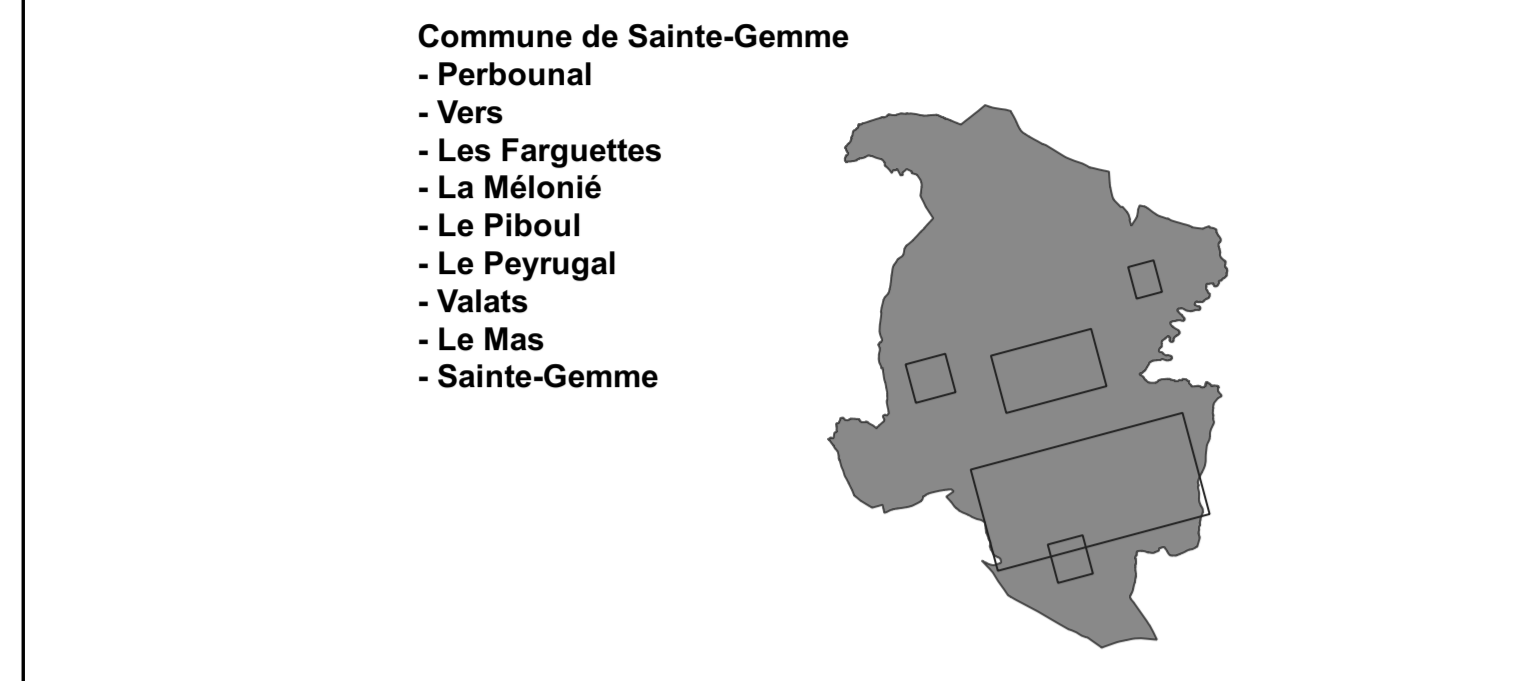 Commune de Sainte-Gemme
- Perbounal
- Vers
- Les Farguettes
- La Mélonié
- Le Piboul
- Le Peyrugal
- Valats
- Le Mas
- Sainte-Gemme